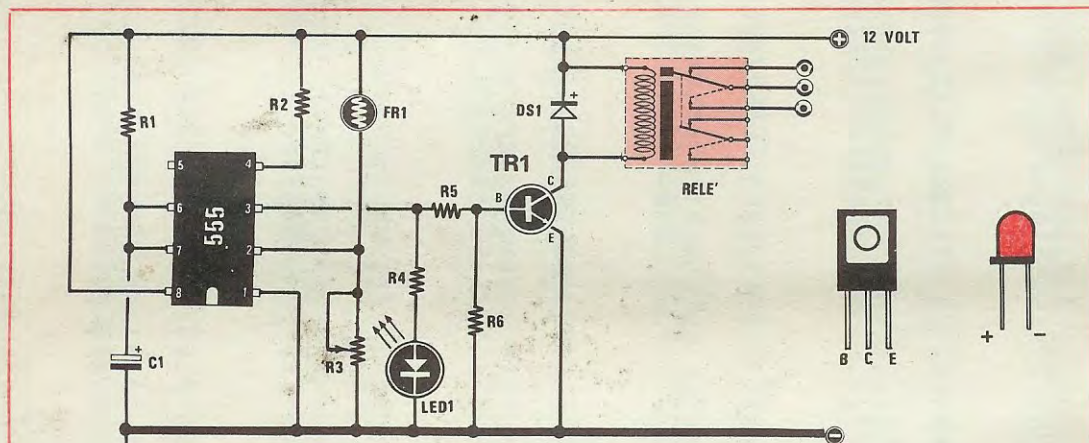 12 VOLT
R1
R2
FR1
DS1
+
RELE'
TR1
B
C
E
R5
5
4
6
3
7
2
8
1
555
R4
R6
R3
LED1
C1
+
B C E
+ -